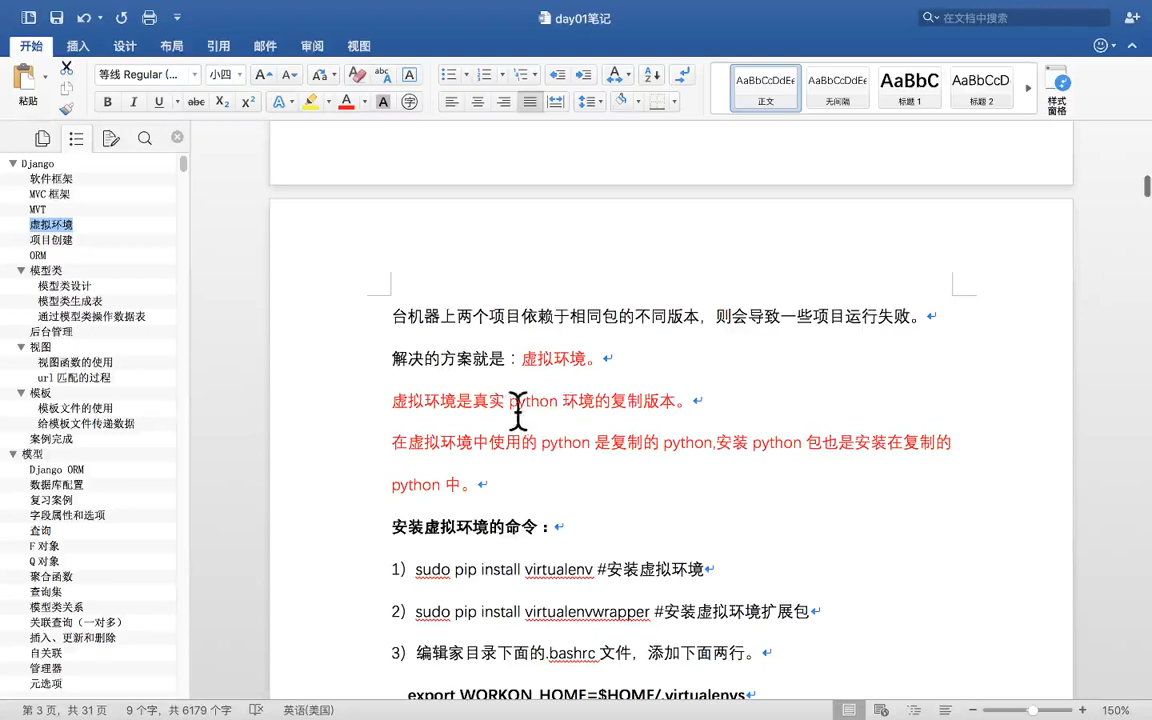 day01笔记
在文档中搜索
开始 插入 设计 布局 引用 邮件 审阅 视图
粘贴
等线 Regular (... 小四
AaBbCcDdEe 正文
AaBbCcDdEe 无间隔
AaBbC 标题 1
AaBbCcD 标题 2
样式
窗格
Django
软件框架
MVC 框架
MVT
虚拟环境
项目创建
ORM
模型类
模型类设计
模型类生成表
通过模型类操作数据表
后台管理
视图
视图函数的使用
url 匹配的过程
模板
模板文件的使用
给模板文件传递数据
案例完成
模型
Django ORM
数据库配置
复习案例
字段属性和选项
查询
F 对象
Q 对象
聚合函数
查询集
模型类关系
关联查询（一对多）
插入、更新和删除
自关联
管理器
元选项
台机器上两个项目依赖于相同包的不同版本，则会导致一些项目运行失败。
解决的方案就是：虚拟环境。
虚拟环境是真实 python 环境的复制版本。
在虚拟环境中使用的 python 是复制的 python,安装 python 包也是安装在复制的
python 中。
安装虚拟环境的命令：
1）sudo pip install virtualenv #安装虚拟环境
2）sudo pip install virtualenvwrapper #安装虚拟环境扩展包
3）编辑家目录下面的.bashrc 文件，添加下面两行。
export WORKON_HOME=$HOME/.virtualenvs
第 3 页，共 31 页 9 个字，共 6179 个字 英语(美国) 150%